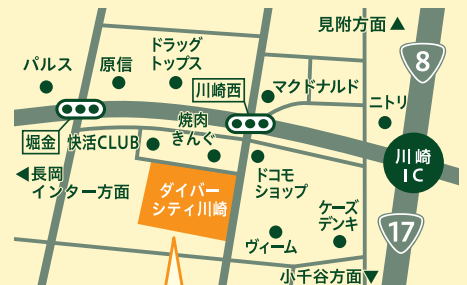 見附方面▲
8
ドラッグ
トップス
原信
パルス
川崎西
マクドナルド
ニトリ
堀金
快活CLUB
焼肉
きんぐ
川崎
IC
◀長岡
インター方面
ダイバー
シティ川崎
ドコモ
ショップ
ケーズ
デンキ
17
ヴィーム
小千谷方面▼